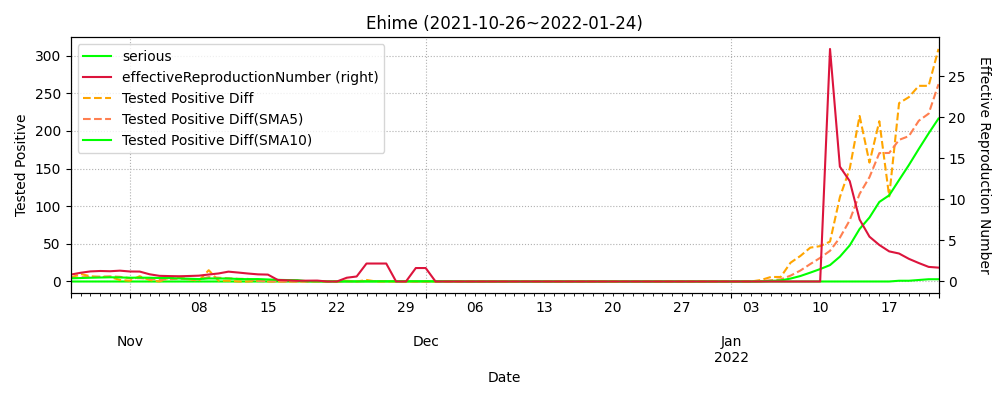 Ehime (2021-10-26~2022-01-24)
serious
effectiveReproductionNumber (right)
Tested Positive Diff
Tested Positive Diff(SMA5)
Tested Positive Diff(SMA10)
Tested Positive
300
250
200
150
100
50
0
Effective Reproduction Number
25
20
15
10
5
0
08 15 22 29 06 13 20 27 03 10 17
Nov Dec Jan
2022
Date